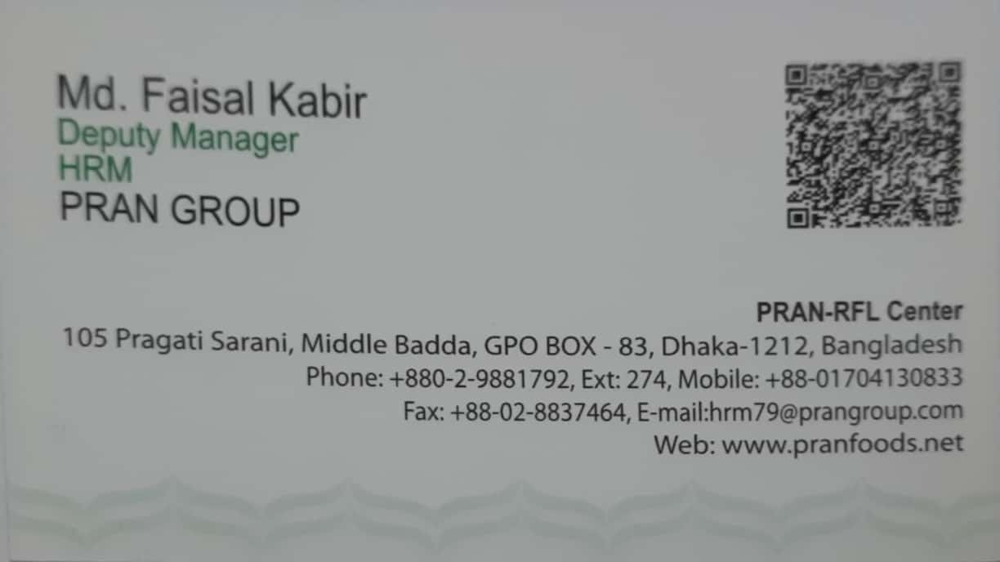 Md. Faisal Kabir
Deputy Manager
HRM
PRAN GROUP
PRAN-RFL Center
105 Pragati Sarani, Middle Badda, GPO BOX - 83, Dhaka-1212, Bangladesh
Phone: +880-2-9881792, Ext: 274, Mobile: +88-01704130833
Fax: +88-02-8837464, E-mail:hrm79@prangroup.com
Web: www.pranfoods.net